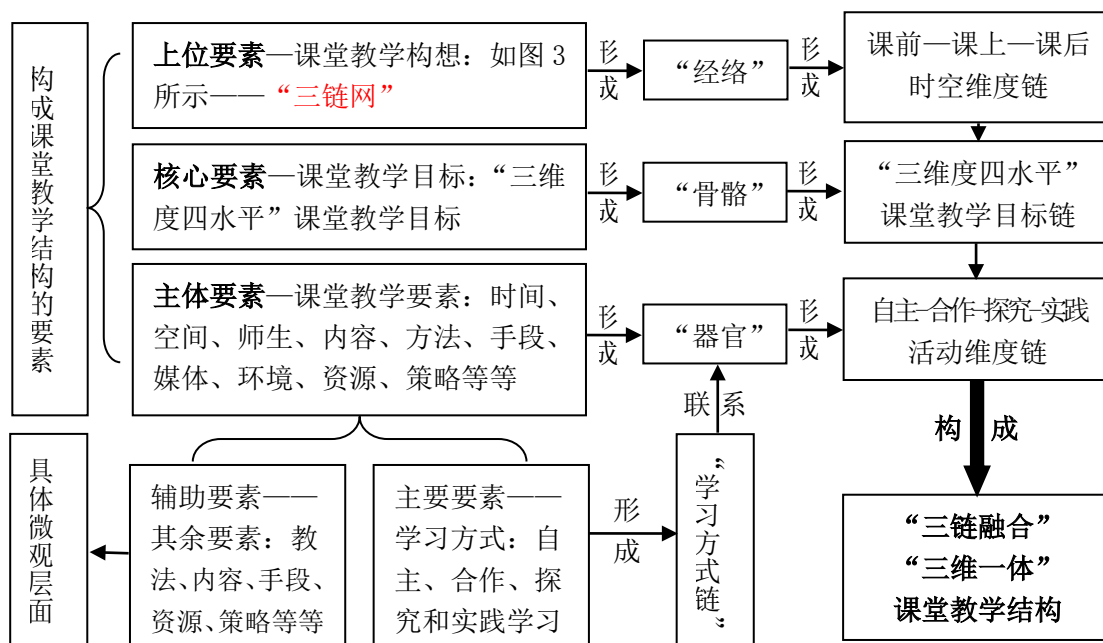 构成课堂教学结构的要素
上位要素—课堂教学构想：如图 3
所示——“三链网”
形
成
“经络”
形
成
课前—课上—课后
时空维度链
核心要素—课堂教学目标：“三维
度四水平”课堂教学目标
形
成
“骨骼”
形
成
“三维度四水平”
课堂教学目标链
主体要素—课堂教学要素：时间、
空间、师生、内容、方法、手段、
媒体、环境、资源、策略等等
形
成
“器官”
形
成
自主-合作-探究-实践
活动维度链
联 系
构 成
具体微观层面
辅助要素——
其余要素：教
法、内容、手段、
资源、策略等等
主要要素——
学习方式：自
主、合作、探
究和实践学习
形
成
“学习方式链”
“三链融合”
“三维一体”
课堂教学结构